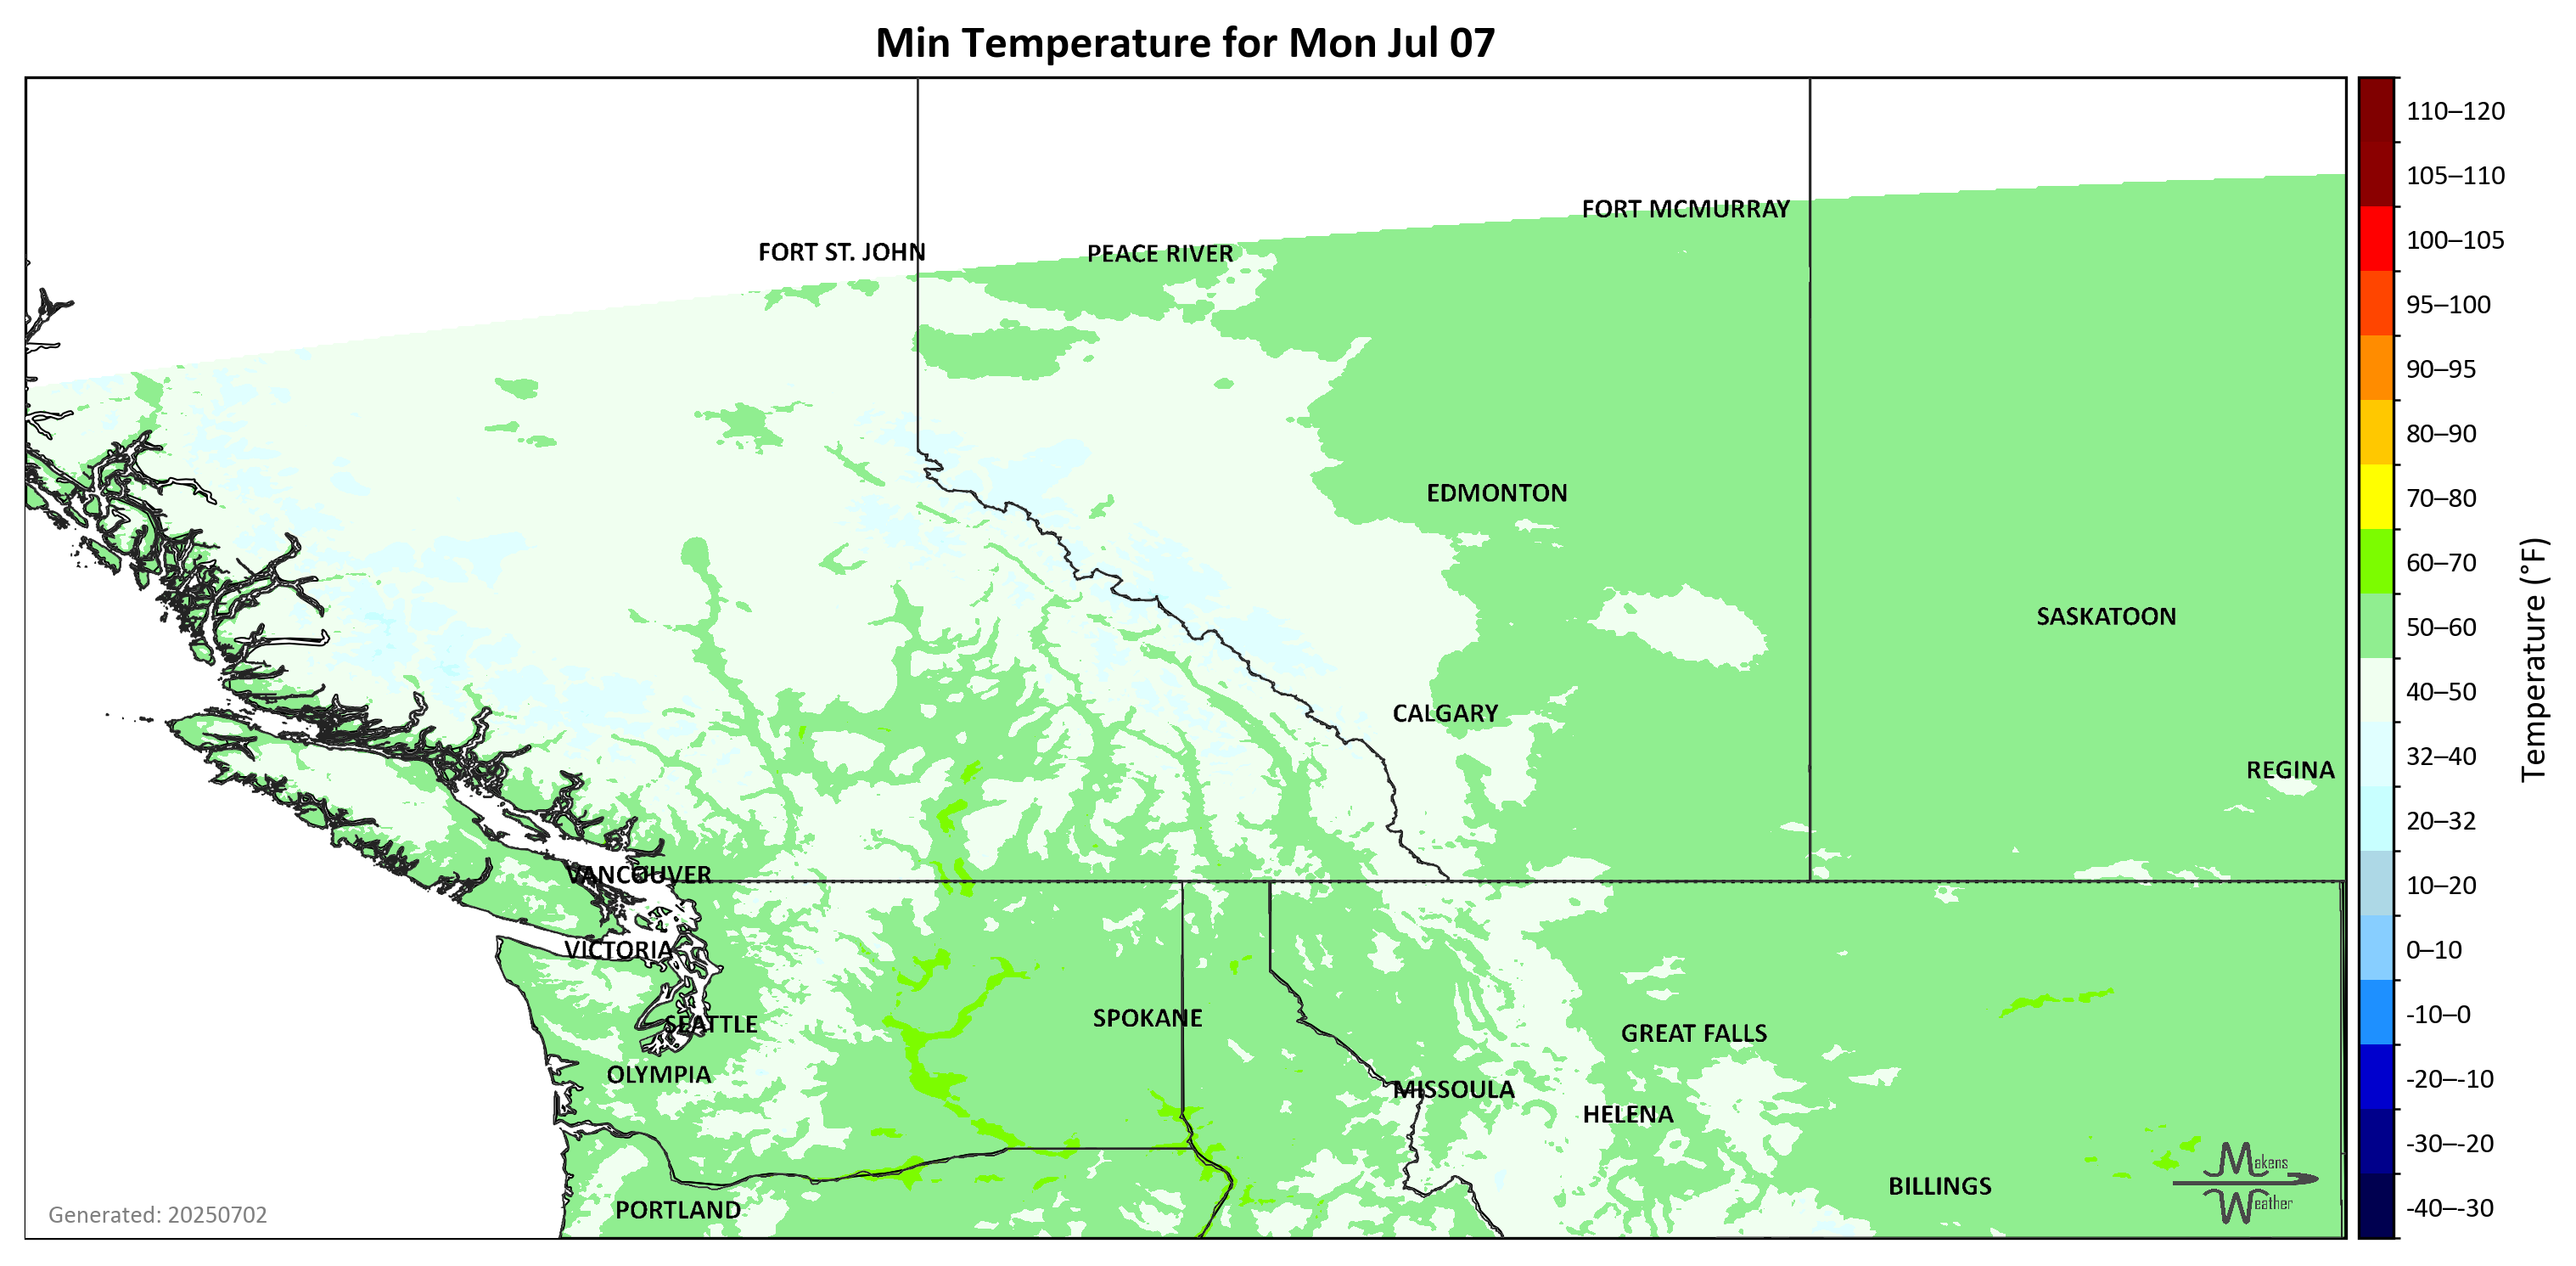 Min Temperature for Mon Jul 07
FORT MCMURRAY
FORT ST. JOHN
PEACE RIVER
EDMONTON
SASKATOON
CALGARY
REGINA
VANCOUVER
VICTORIA
SEATTLE
SPOKANE
GREAT FALLS
OLYMPIA
MISSOULA
HELENA
BILLINGS
PORTLAND
Makens
Weather
Generated: 20250702
110–120
105–110
100–105
95–100
90–95
80–90
70–80
60–70
50–60
40–50
32–40
20–32
10–20
0–10
-10–0
-20–-10
-30–-20
-40–-30
Temperature (°F)